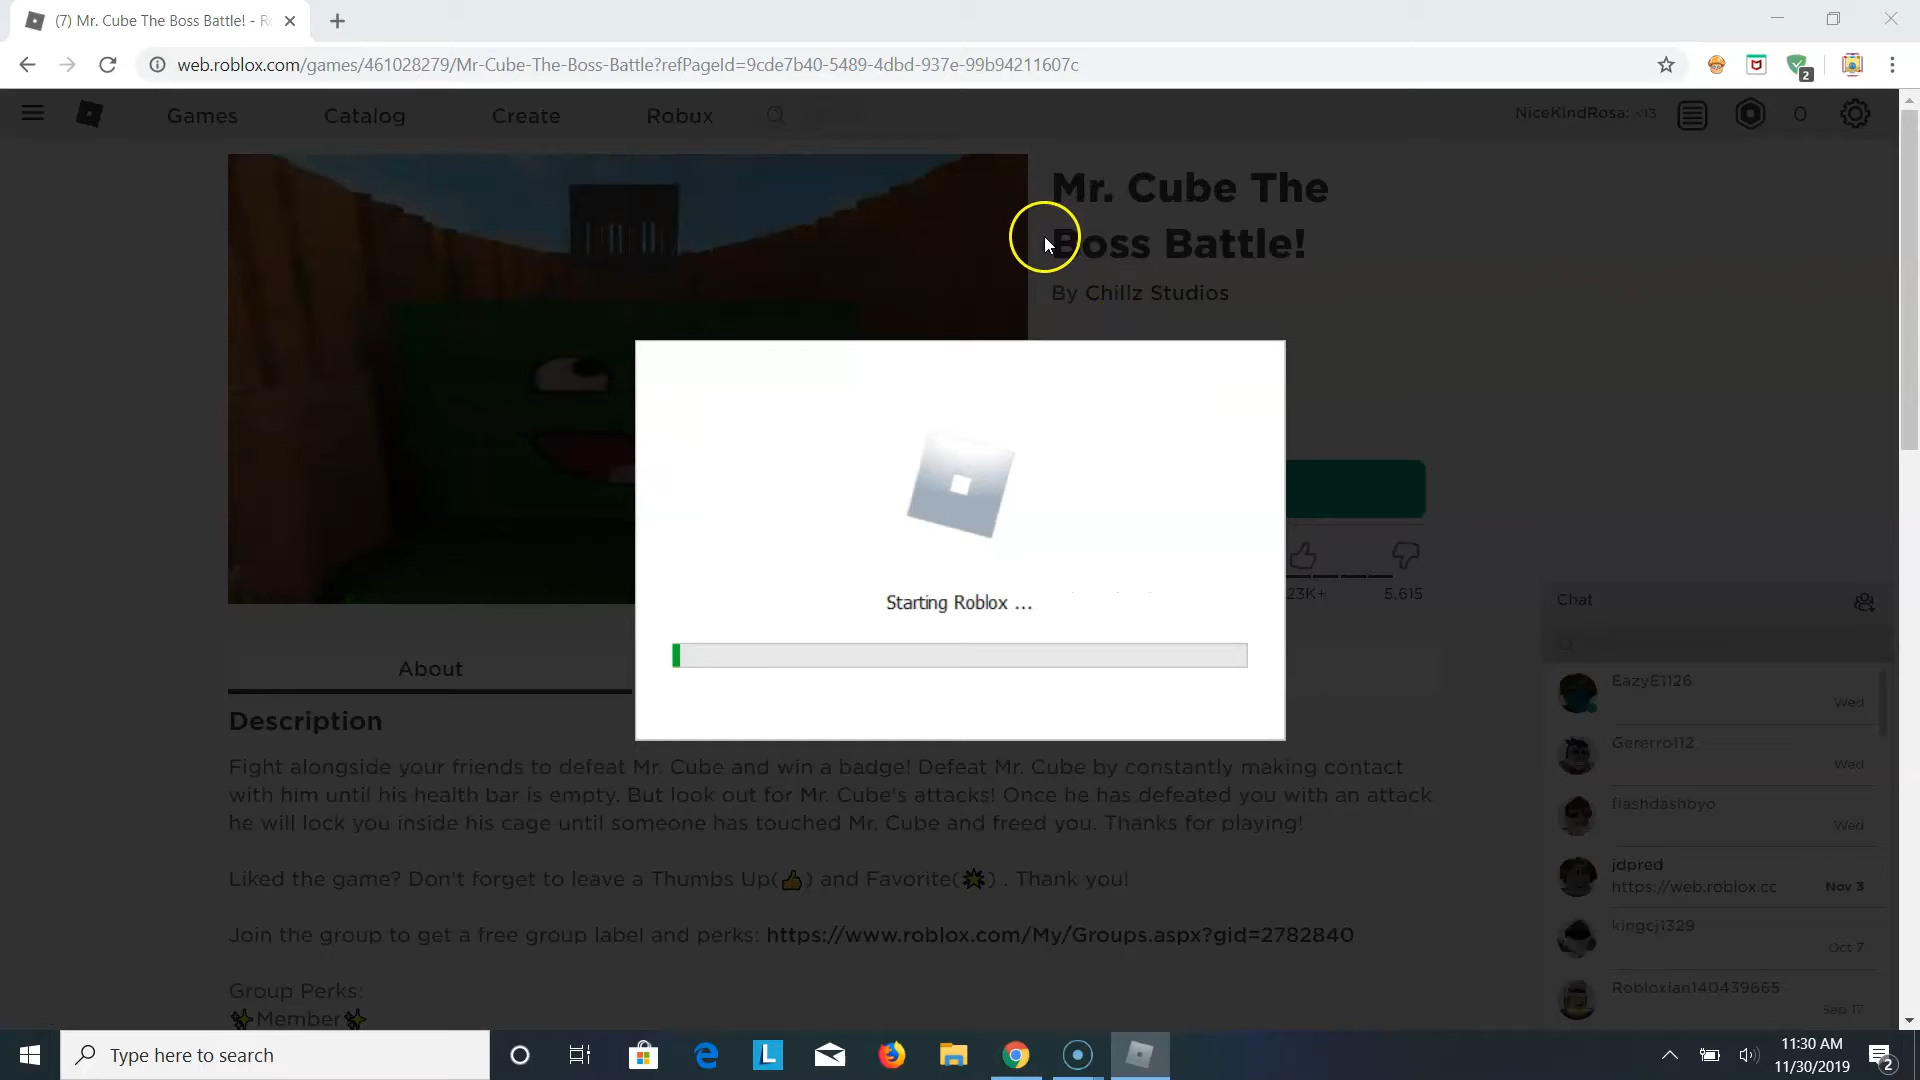 (7) Mr. Cube The Boss Battle! - R
web.roblox.com/games/461028279/Mr-Cube-The-Boss-Battle?refPageId=9cde7b40-5489-4dbd-937e-99b94211607c
2
Games Catalog Create Robux
NiceKindRosa: <13 0
Mr. Cube The
Boss Battle!
By Chillz Studios
Starting Roblox ...
23K+ 5,615
About
Description
Fight alongside your friends to defeat Mr. Cube and win a badge! Defeat Mr. Cube by constantly making contact
with him until his health bar is empty. But look out for Mr. Cube's attacks! Once he has defeated you with an attack
he will lock you inside his cage until someone has touched Mr. Cube and freed you. Thanks for playing!
Liked the game? Don't forget to leave a Thumbs Up(👍) and Favorite(🌟) . Thank you!
Join the group to get a free group label and perks: https://www.roblox.com/My/Groups.aspx?gid=2782840
Group Perks:
✨Member✨
Chat
EazyE1126
Wed
Gererro112
Wed
flashdashbyo
Wed
jdpred
https://web.roblox.cc Nov 3
kingcj1329
Oct 7
Robloxian140439665
Sep 17
Type here to search
11:30 AM
11/30/2019
2